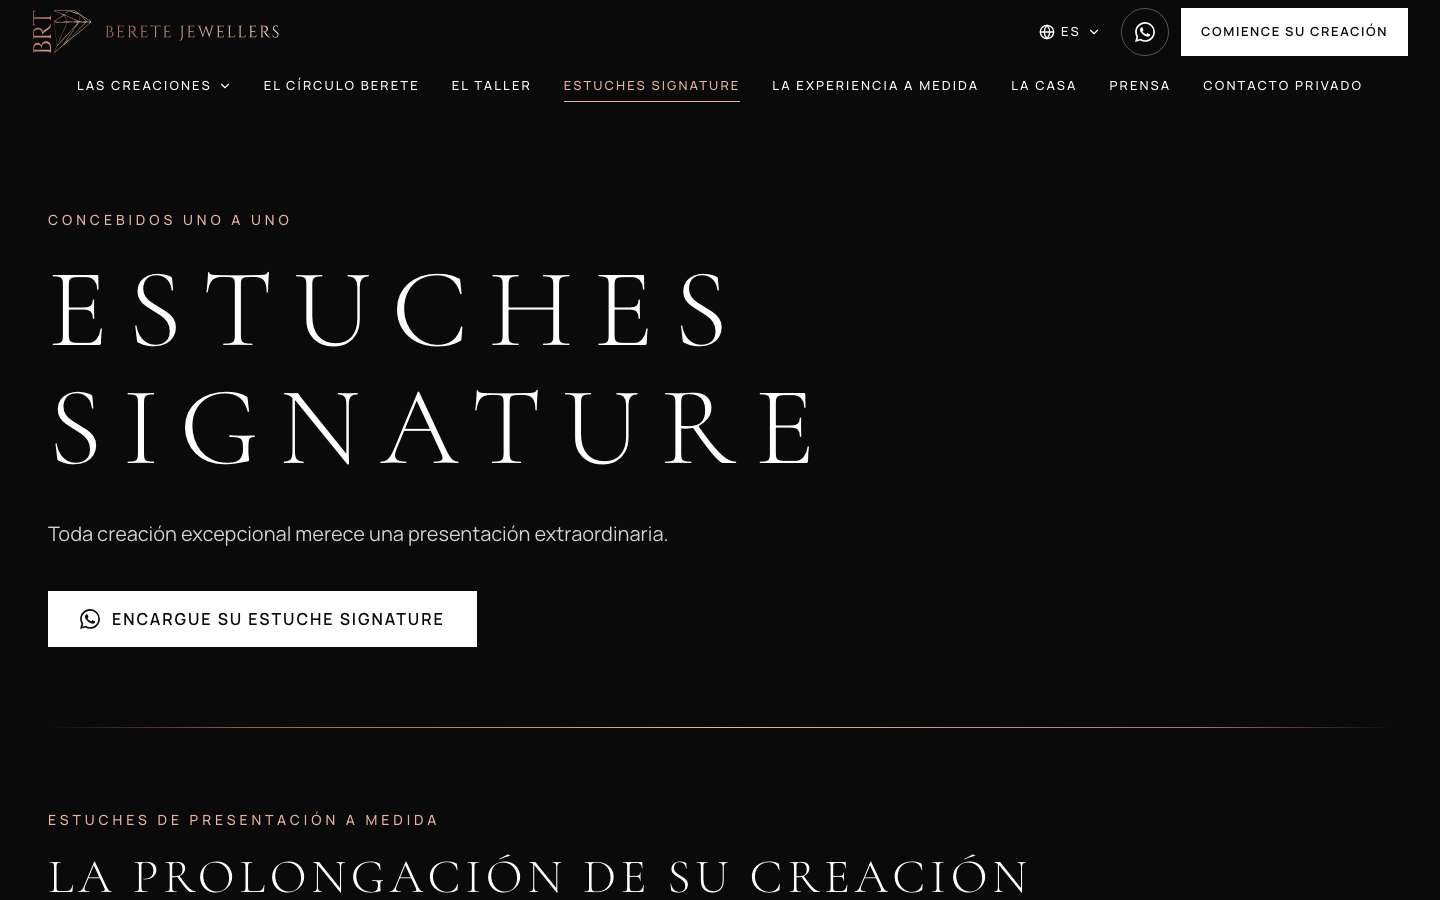 BRT
BERETE JEWELLERS
ES
COMIENCE SU CREACIÓN
LAS CREACIONES
EL CÍRCULO BERETE
EL TALLER
ESTUCHES SIGNATURE
LA EXPERIENCIA A MEDIDA
LA CASA
PRENSA
CONTACTO PRIVADO
CONCEBIDOS UNO A UNO
ESTUCHES
SIGNATURE
Toda creación excepcional merece una presentación extraordinaria.
ENCARGUE SU ESTUCHE SIGNATURE
ESTUCHES DE PRESENTACIÓN A MEDIDA
LA PROLONGACIÓN DE SU CREACIÓN